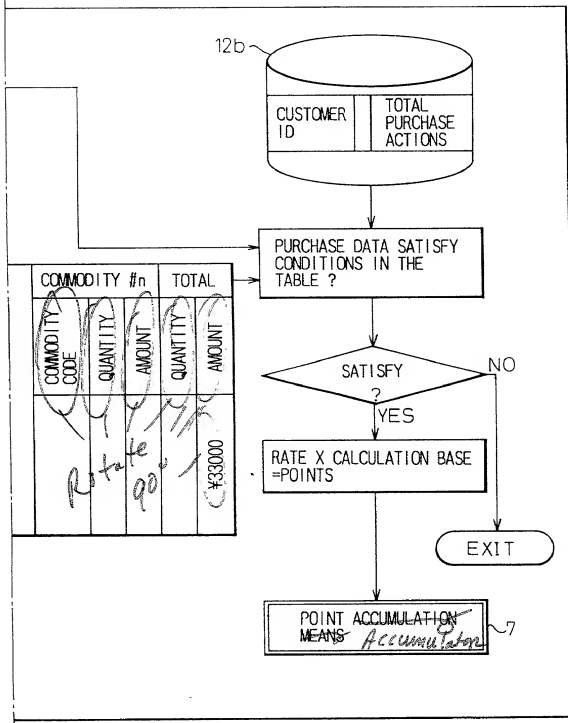 12b
CUSTOMER ID
TOTAL PURCHASE ACTIONS
PURCHASE DATA SATISFY
CONDITIONS IN THE
TABLE ?
COMMODITY #n
TOTAL
COMMODITY CODE
QUANTITY
AMOUNT
QUANTITY
AMOUNT
¥33000
Rotate
90°
SATISFY
?
NO
YES
RATE X CALCULATION BASE
=POINTS
EXIT
POINT ACCUMULATION
MEANS Accumulator
7